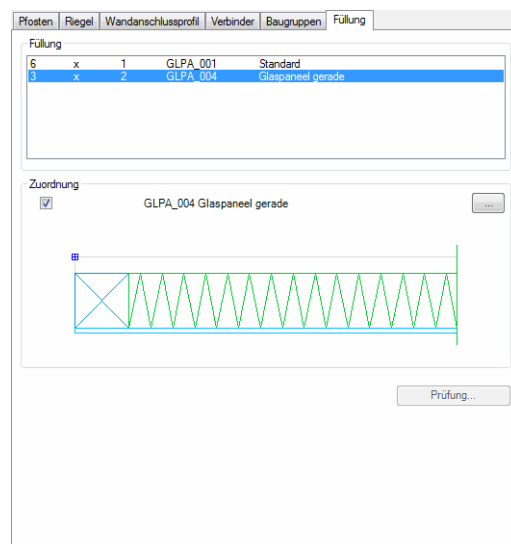 Pfosten Riegel Wandanschlussprofil Verbinder Baugruppen Füllung
Füllung
6 x 1 GLPA_001 Standard
3 x 2 GLPA_004 Glaspaneel gerade
Zuordnung
GLPA_004 Glaspaneel gerade ...
Prüfung...